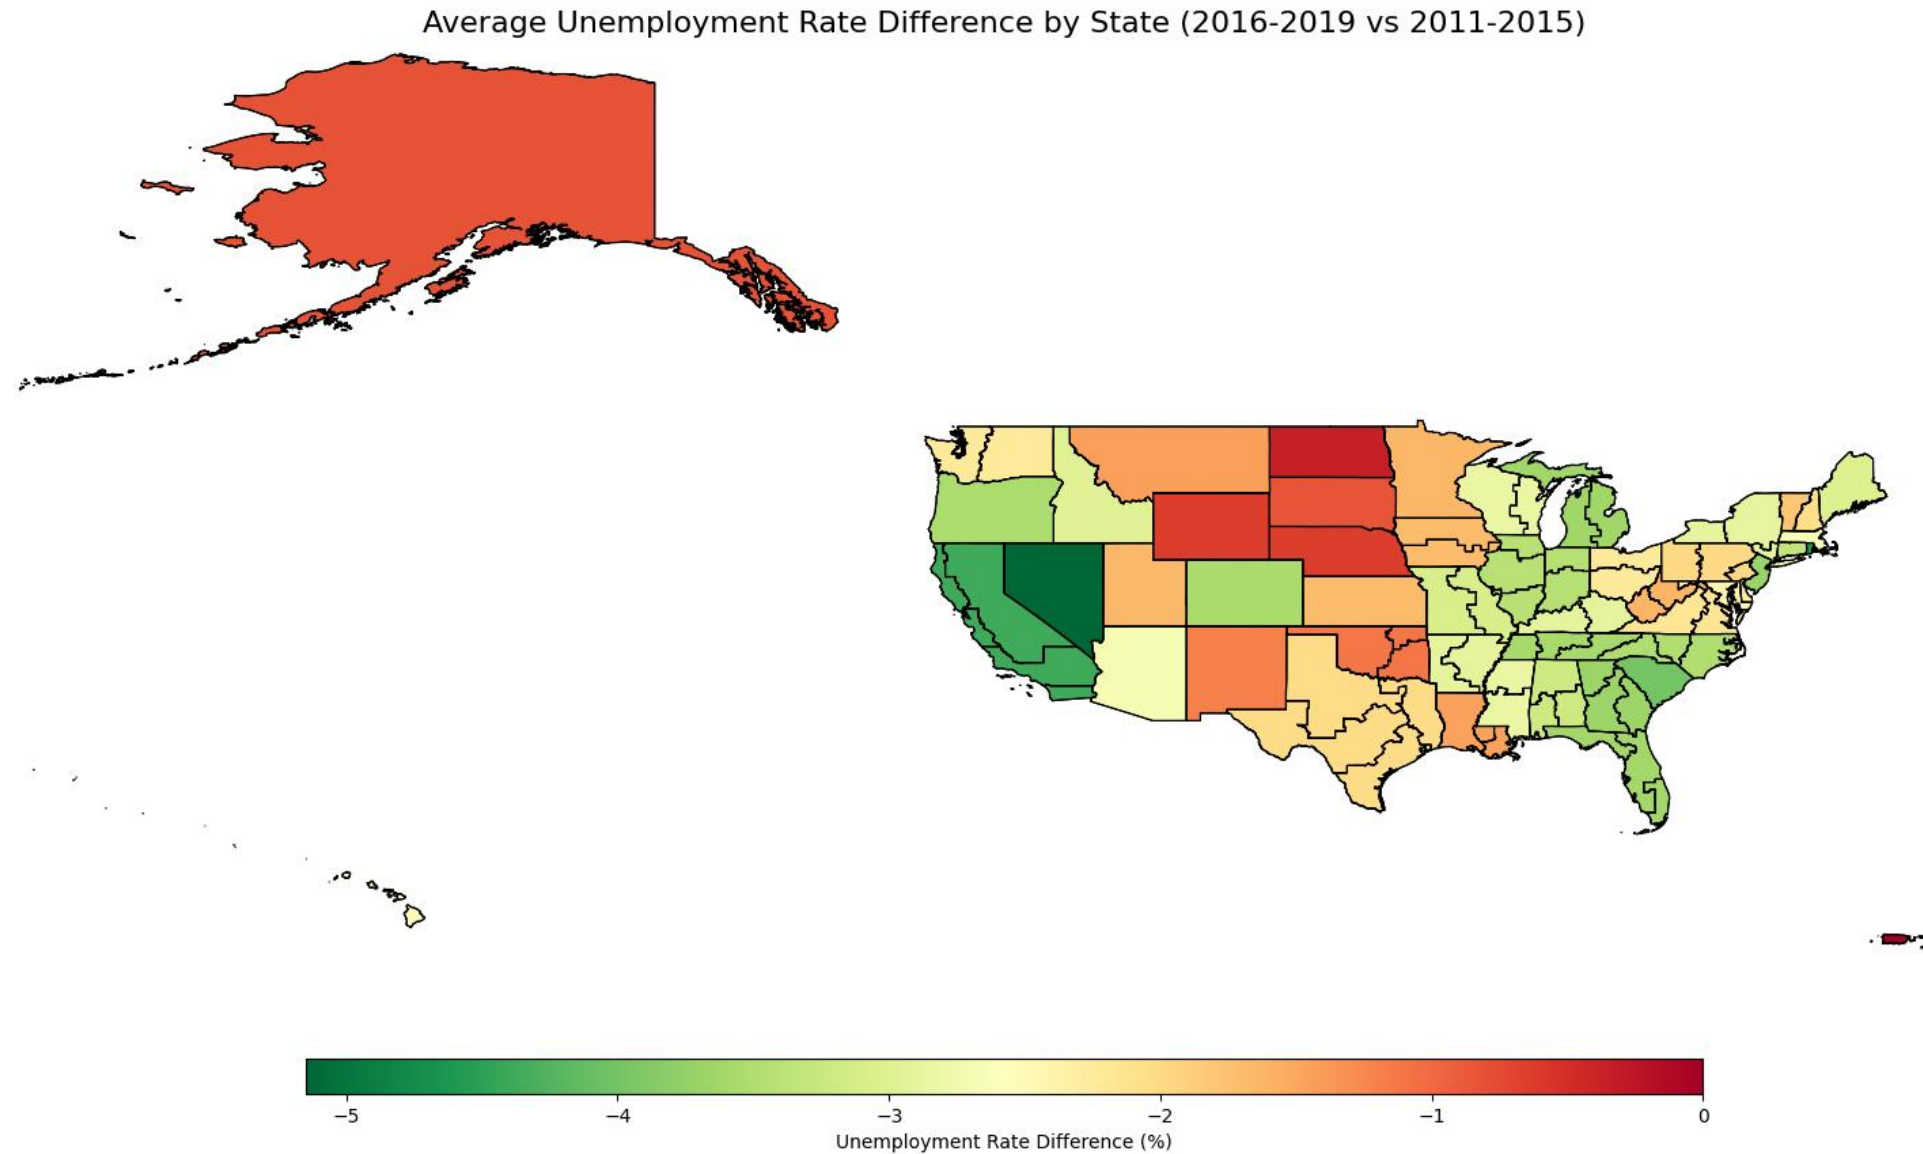 Average Unemployment Rate Difference by State (2016-2019 vs 2011-2015)
−5 −4 −3 −2 −1 0
Unemployment Rate Difference (%)